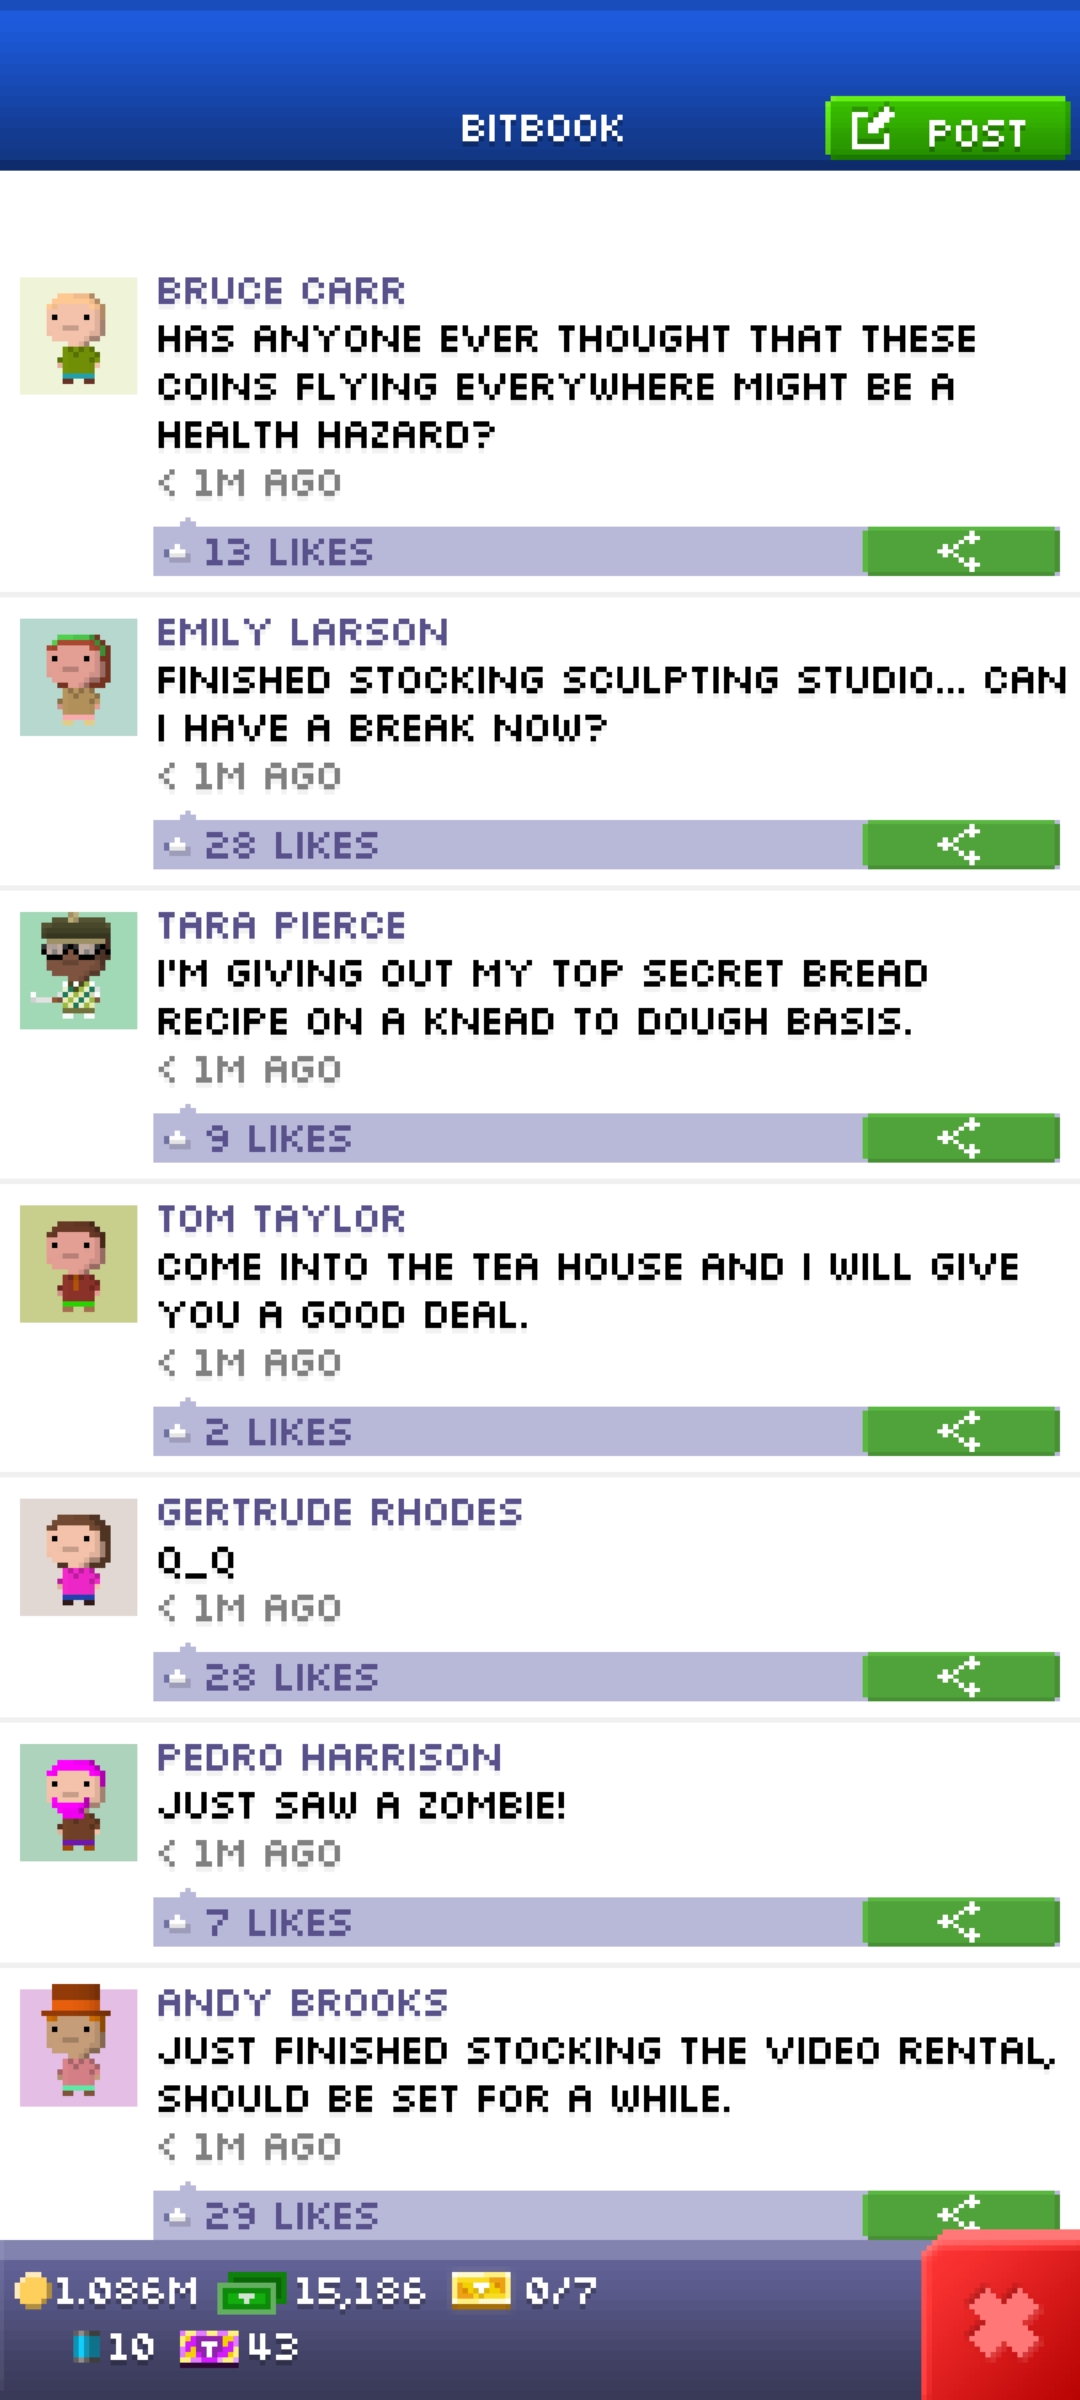 BITBOOK
POST
BRUCE CARR
HAS ANYONE EVER THOUGHT THAT THESE
COINS FLYING EVERYWHERE MIGHT BE A
HEALTH HAZARD?
< 1M AGO
13 LIKES
EMILY LARSON
FINISHED STOCKING SCULPTING STUDIO... CAN
I HAVE A BREAK NOW?
< 1M AGO
28 LIKES
TARA PIERCE
I'M GIVING OUT MY TOP SECRET BREAD
RECIPE ON A KNEAD TO DOUGH BASIS.
< 1M AGO
9 LIKES
TOM TAYLOR
COME INTO THE TEA HOUSE AND I WILL GIVE
YOU A GOOD DEAL.
< 1M AGO
2 LIKES
GERTRUDE RHODES
Q_Q
< 1M AGO
28 LIKES
PEDRO HARRISON
JUST SAW A ZOMBIE!
< 1M AGO
7 LIKES
ANDY BROOKS
JUST FINISHED STOCKING THE VIDEO RENTAL,
SHOULD BE SET FOR A WHILE.
< 1M AGO
29 LIKES
1.086M 15,186 0/7
10 T 43